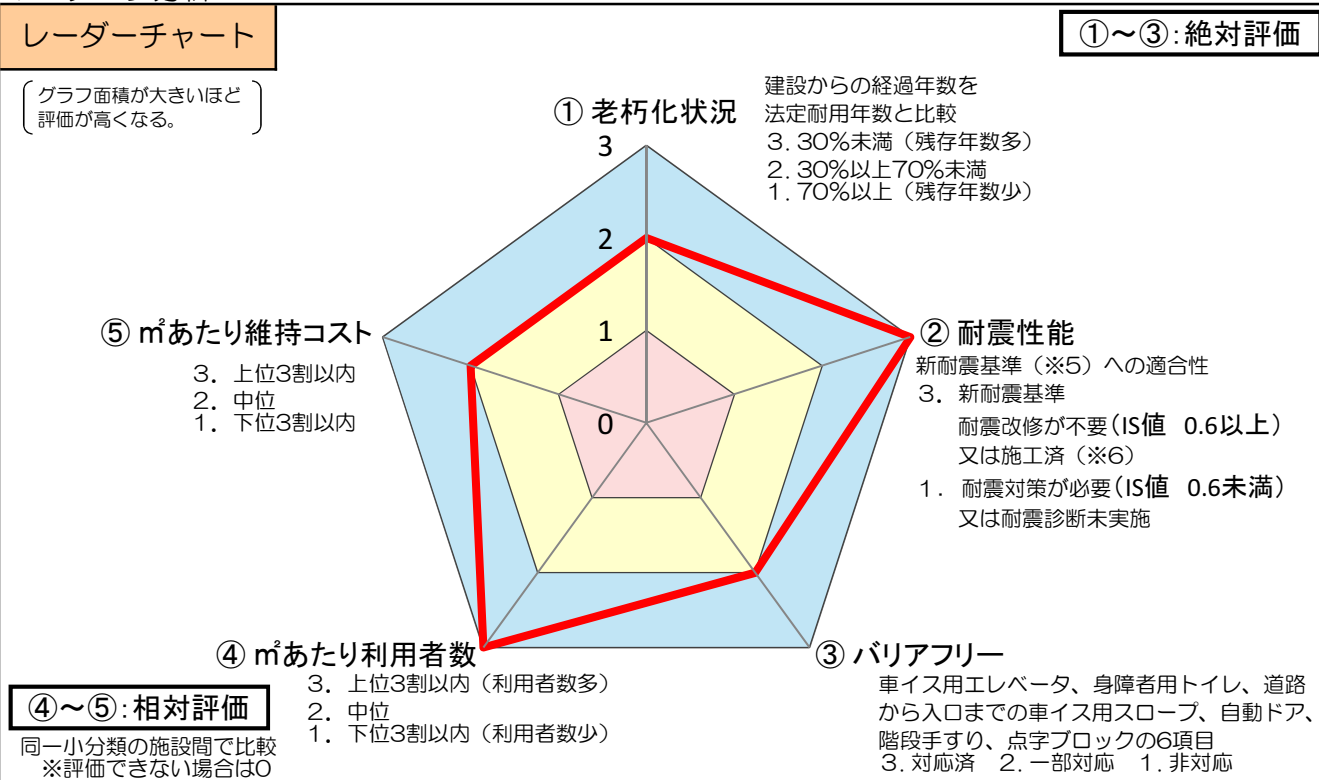 レーダーチャート
①～③:絶対評価
グラフ面積が大きいほど
評価が高くなる。
① 老朽化状況
建設からの経過年数を
法定耐用年数と比較
３. 30%未満（残存年数多）
２. 30%以上70%未満
１. 70%以上（残存年数少）
3
2
1
0
② 耐震性能
新耐震基準（※5）への適合性
３. 新耐震基準
耐震改修が不要(IS値 0.6以上)
又は施工済（※6）
１. 耐震対策が必要(IS値 0.6未満)
又は耐震診断未実施
⑤ ㎡あたり維持コスト
３. 上位3割以内
２. 中位
１. 下位3割以内
④ ㎡あたり利用者数
３. 上位3割以内（利用者数多）
２. 中位
１. 下位3割以内（利用者数少）
③ バリアフリー
車イス用エレベータ、身障者用トイレ、道路
から入口までの車イス用スロープ、自動ドア、
階段手すり、点字ブロックの6項目
３. 対応済 ２. 一部対応 １. 非対応
④～⑤:相対評価
同一小分類の施設間で比較
※評価できない場合は0